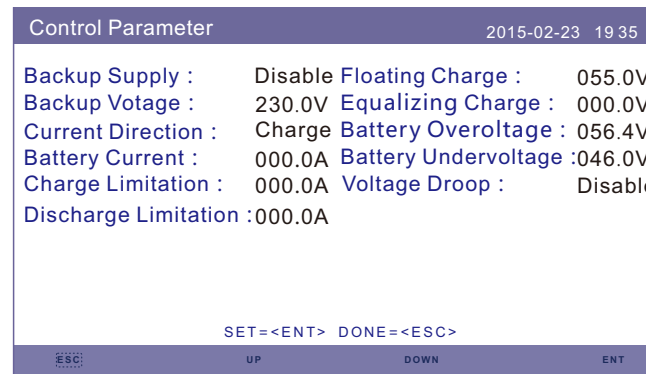 Control Parameter 2015-02-23 19 35
Backup Supply : Disable Floating Charge : 055.0V
Backup Votage : 230.0V Equalizing Charge : 000.0V
Current Direction : Charge Battery Overoltage : 056.4V
Battery Current : 000.0A Battery Undervoltage :046.0V
Charge Limitation : 000.0A Voltage Droop : Disable
Discharge Limitation :000.0A
SET=<ENT> DONE=<ESC>
ESC UP DOWN ENT